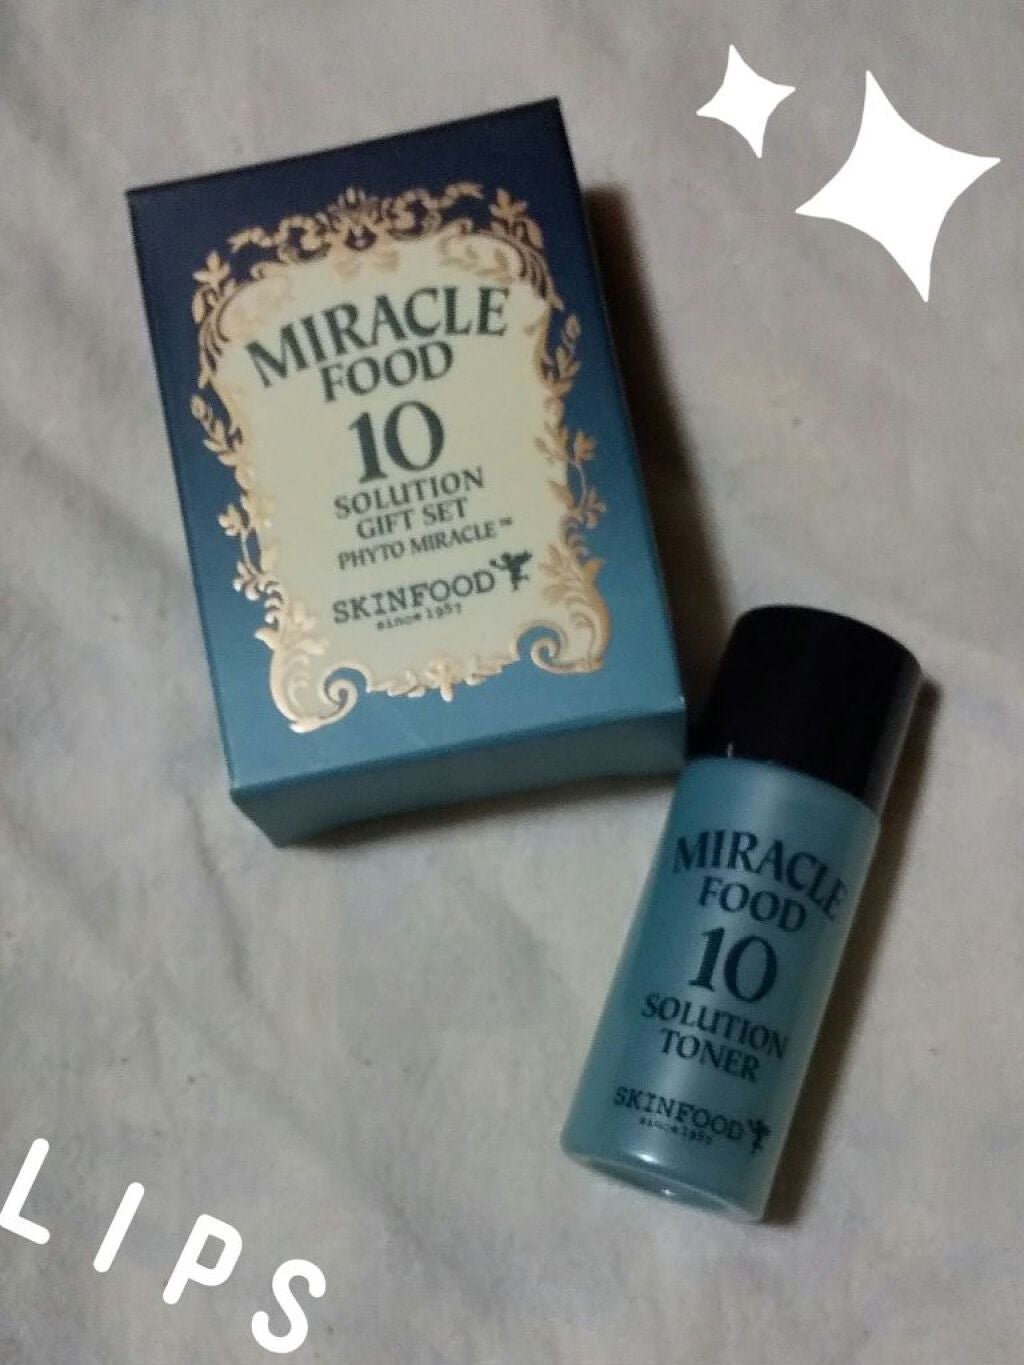 MIRACLE
FOOD
10
SOLUTION
GIFT SET
PHYTO MIRACLE™
SKINFOOD
since 1957
MIRACLE
FOOD
10
SOLUTION
TONER
SKINFOOD
since 1957
LIPS